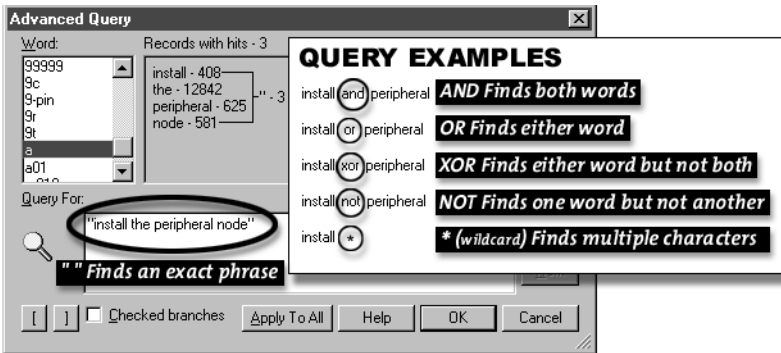 Advanced Query
Word:
Records with hits - 3
99999
9c
9-pin
9r
9t
a
a01
install - 408
the - 12842
peripheral - 625
node - 581
" - 3
Query For:
"install the peripheral node"
" " Finds an exact phrase
[ ] Checked branches Apply To All Help OK Cancel
QUERY EXAMPLES
install and peripheral AND Finds both words
install or peripheral OR Finds either word
install xor peripheral XOR Finds either word but not both
install not peripheral NOT Finds one word but not another
install * * (wildcard) Finds multiple characters